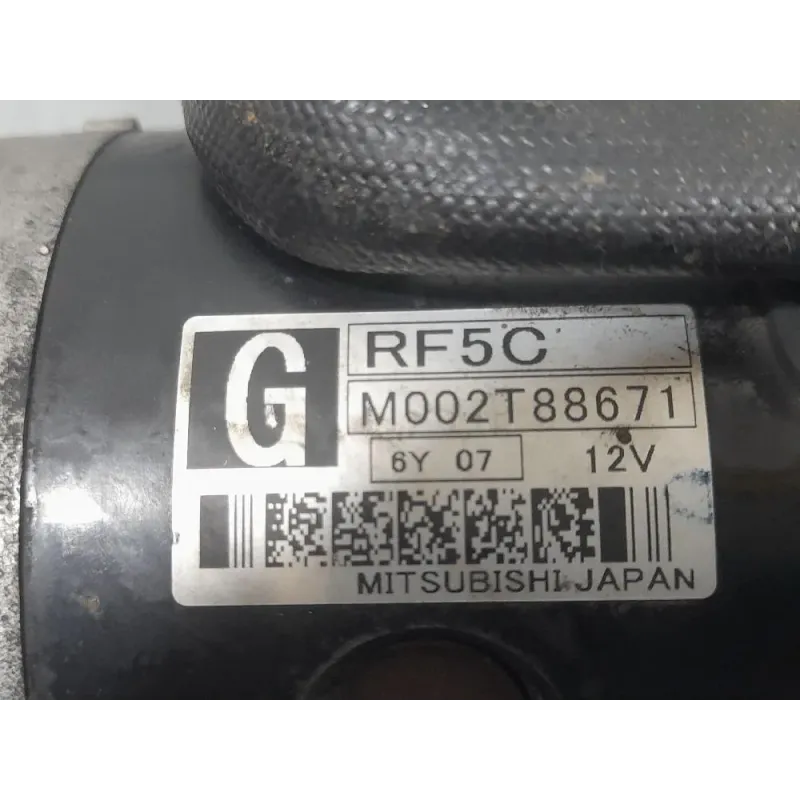 G
RF5C
M002T88671
6Y 07
12V
MITSUBISHI JAPAN